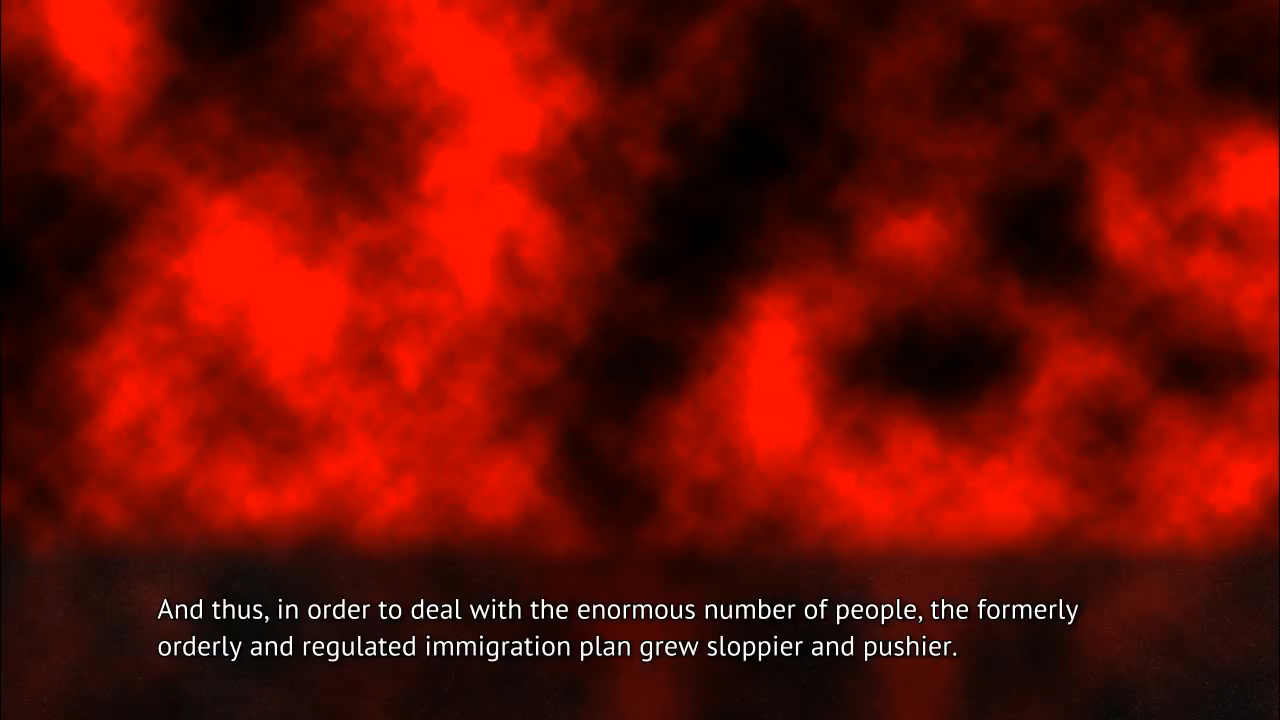 And thus, in order to deal with the enormous number of people, the formerly
orderly and regulated immigration plan grew sloppier and pushier.